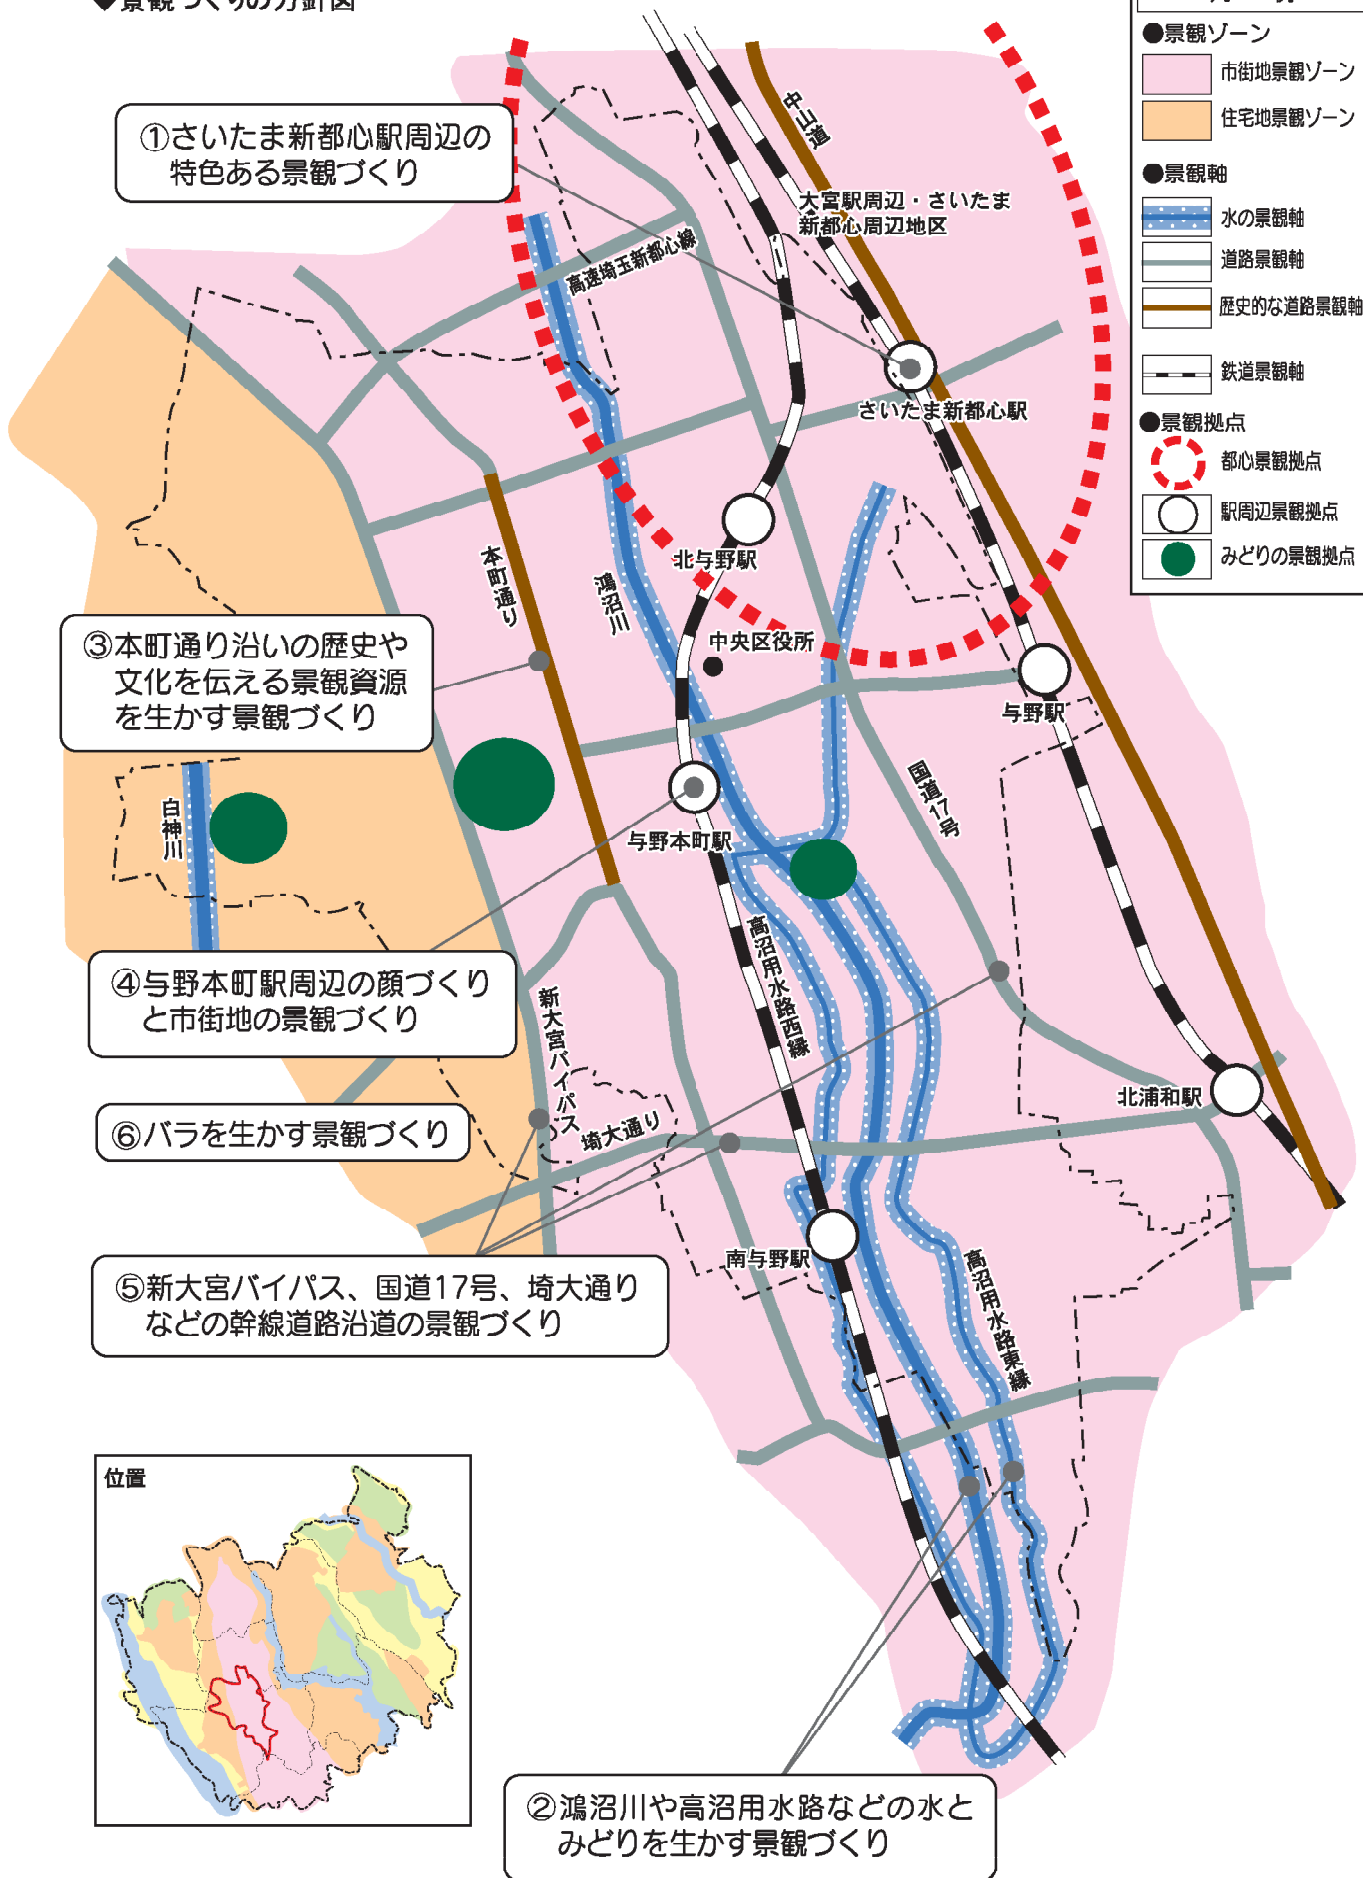 ◆景観づくりの方針図
●景観ゾーン
市街地景観ゾーン
住宅地景観ゾーン
●景観軸
水の景観軸
道路景観軸
歴史的な道路景観軸
鉄道景観軸
●景観拠点
都心景観拠点
駅周辺景観拠点
みどりの景観拠点
①さいたま新都心駅周辺の
特色ある景観づくり
中山道
大宮駅周辺・さいたま
新都心周辺地区
高速埼玉新都心線
さいたま新都心駅
北与野駅
本町通り
鴻沼川
中央区役所
③本町通り沿いの歴史や
文化を伝える景観資源
を生かす景観づくり
与野駅
国道17号
白神川
与野本町駅
高沼用水路西縁
④与野本町駅周辺の顔づくり
と市街地の景観づくり
新大宮バイパス
北浦和駅
⑥バラを生かす景観づくり
埼大通り
南与野駅
高沼用水路東縁
⑤新大宮バイパス、国道17号、埼大通り
などの幹線道路沿道の景観づくり
位置
②鴻沼川や高沼用水路などの水と
みどりを生かす景観づくり